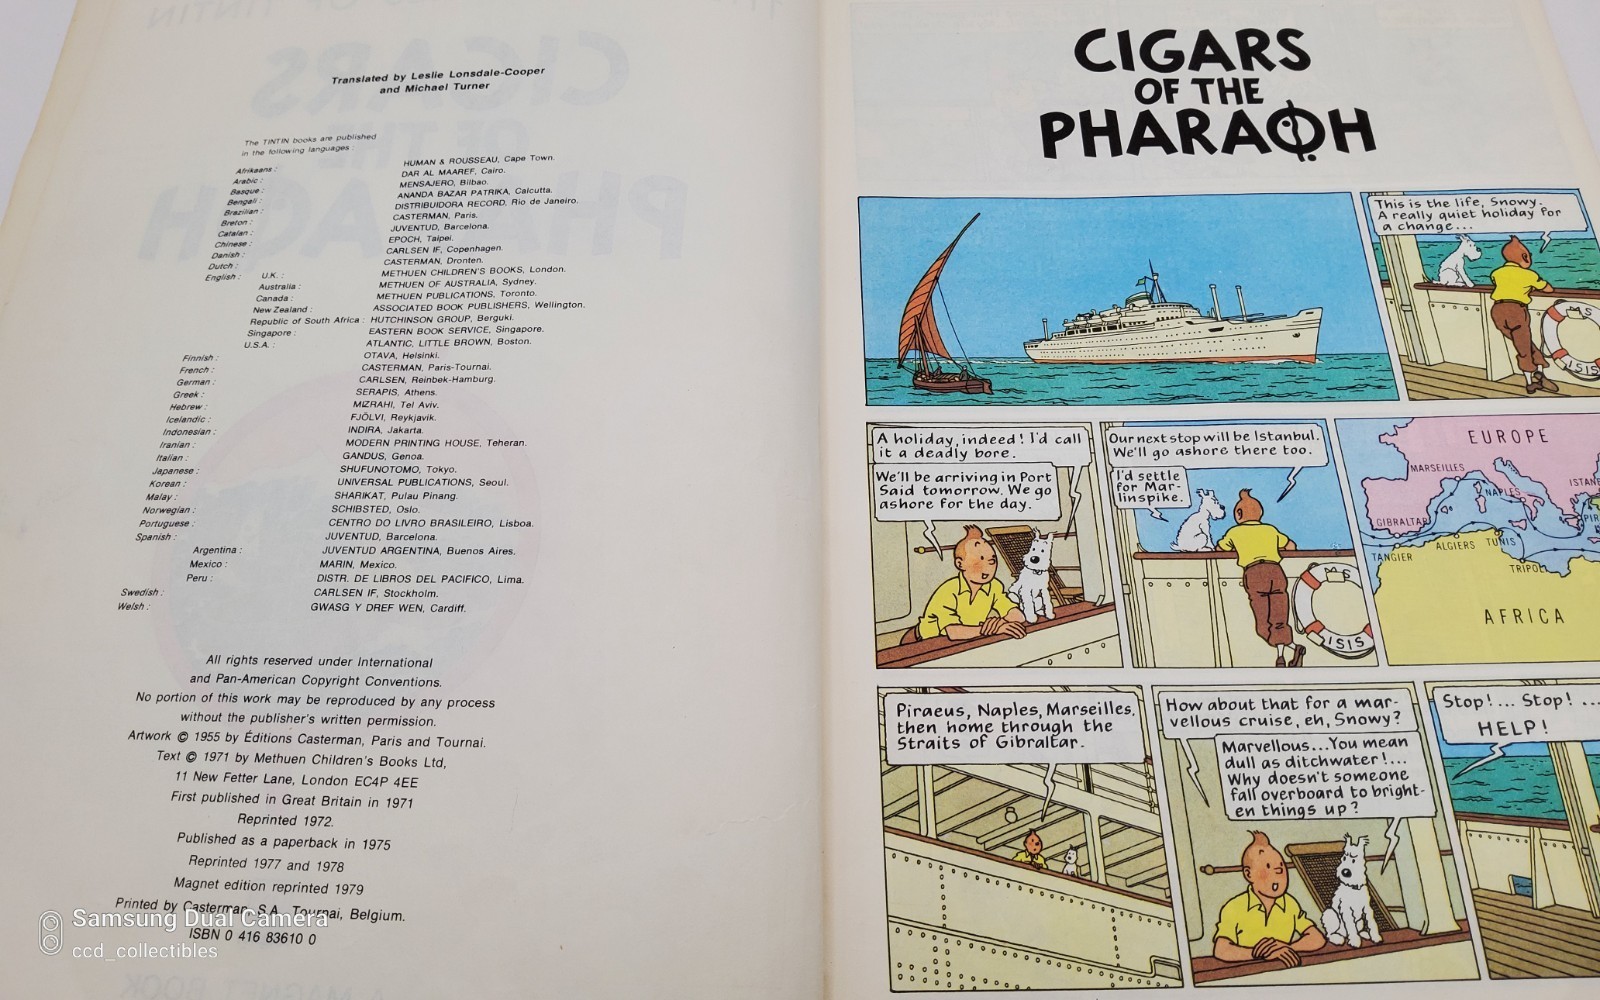 Translated by Leslie Lonsdale-Cooper
and Michael Turner
The TINTIN books are published
in the following languages :
Afrikaans : HUMAN & ROUSSEAU, Cape Town.
Arabic : DAR AL MAAREF, Cairo.
Basque : MENSAJERO, Bilbao.
Bengali : ANANDA BAZAR PATRIKA, Calcutta.
Brazilian : DISTRIBUIDORA RECORD, Rio de Janeiro.
Breton : CASTERMAN, Paris.
Catalan : JUVENTUD, Barcelona.
Chinese : EPOCH, Taipei.
Danish : CARLSEN IF, Copenhagen.
Dutch : CASTERMAN, Dronten.
English : U.K. : METHUEN CHILDREN'S BOOKS, London.
Australia : METHUEN OF AUSTRALIA, Sydney.
Canada : METHUEN PUBLICATIONS, Toronto.
New Zealand : ASSOCIATED BOOK PUBLISHERS, Wellington.
Republic of South Africa : HUTCHINSON GROUP, Berguki.
Singapore : EASTERN BOOK SERVICE, Singapore.
U.S.A. : ATLANTIC, LITTLE BROWN, Boston.
Finnish : OTAVA, Helsinki.
French : CASTERMAN, Paris-Tournai.
German : CARLSEN, Reinbek-Hamburg.
Greek : SERAPIS, Athens.
Hebrew : MIZRAHI, Tel Aviv.
Icelandic : FJÖLVI, Reykjavik.
Indonesian : INDIRA, Jakarta.
Iranian : MODERN PRINTING HOUSE, Teheran.
Italian : GANDUS, Genoa.
Japanese : SHUFUNOTOMO, Tokyo.
Korean : UNIVERSAL PUBLICATIONS, Seoul.
Malay : SHARIKAT, Pulau Pinang.
Norwegian : SCHIBSTED, Oslo.
Portuguese : CENTRO DO LIVRO BRASILEIRO, Lisboa.
Spanish : JUVENTUD, Barcelona.
Argentina : JUVENTUD ARGENTINA, Buenos Aires.
Mexico : MARIN, Mexico.
Peru : DISTR. DE LIBROS DEL PACIFICO, Lima.
Swedish : CARLSEN IF, Stockholm.
Welsh : GWASG Y DREF WEN, Cardiff.
All rights reserved under International
and Pan-American Copyright Conventions.
No portion of this work may be reproduced by any process
without the publisher's written permission.
Artwork © 1955 by Éditions Casterman, Paris and Tournai.
Text © 1971 by Methuen Children's Books Ltd,
11 New Fetter Lane, London EC4P 4EE
First published in Great Britain in 1971
Reprinted 1972.
Published as a paperback in 1975
Reprinted 1977 and 1978
Magnet edition reprinted 1979
Printed by Casterman, S.A., Tournai, Belgium.
ISBN 0 416 83610 0
Samsung Dual Camera
ccd_collectibles
CIGARS
OF THE
PHARAOH
This is the life, Snowy.
A really quiet holiday for
a change...
MS
ISIS
A holiday, indeed! I'd call
it a deadly bore.
We'll be arriving in Port
Said tomorrow. We go
ashore for the day.
Our next stop will be Istanbul.
We'll go ashore there too.
I'd settle
for Mar-
linspike.
MS
ISIS
EUROPE
MARSEILLES
NAPLES
GIBRALTAR
TANGIER
ALGIERS
TUNIS
AFRICA
Piraeus, Naples, Marseilles,
then home through the
Straits of Gibraltar.
How about that for a mar-
vellous cruise, eh, Snowy?
Marvellous...You mean
dull as ditchwater!...
Why doesn't someone
fall overboard to bright-
en things up?
Stop!... Stop! ...
HELP!